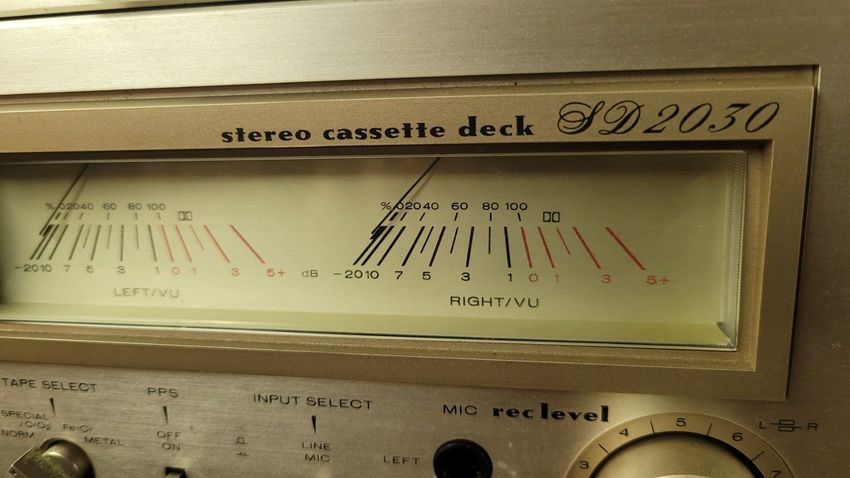 stereo cassette deck SD2030
% 0 20 40 60 80 100
-20 10 7 5 3 1 0 1 3 5+ dB
LEFT/VU
% 0 20 40 60 80 100
-20 10 7 5 3 1 0 1 3 5+
RIGHT/VU
TAPE SELECT
SPECIAL
/CrO2
Fe-Cr
NORM
METAL
PPS
OFF
ON
INPUT SELECT
LINE
MIC
MIC rec level
LEFT
3 4 5 6 7
L R